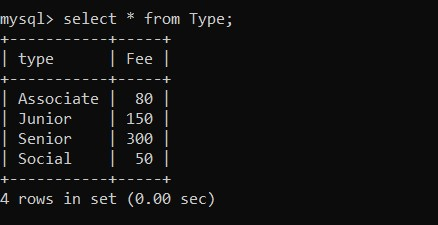 mysql> select * from Type;
+-----------+-----+
| type      | Fee |
+-----------+-----+
| Associate |  80 |
| Junior    | 150 |
| Senior    | 300 |
| Social    |  50 |
+-----------+-----+
4 rows in set (0.00 sec)